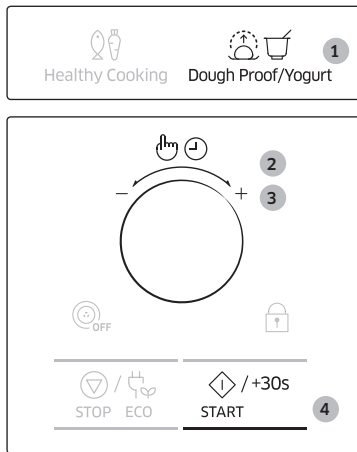 1
Healthy Cooking Dough Proof/Yogurt
2
- + 3
OFF
/ / +30s
STOP ECO START 4